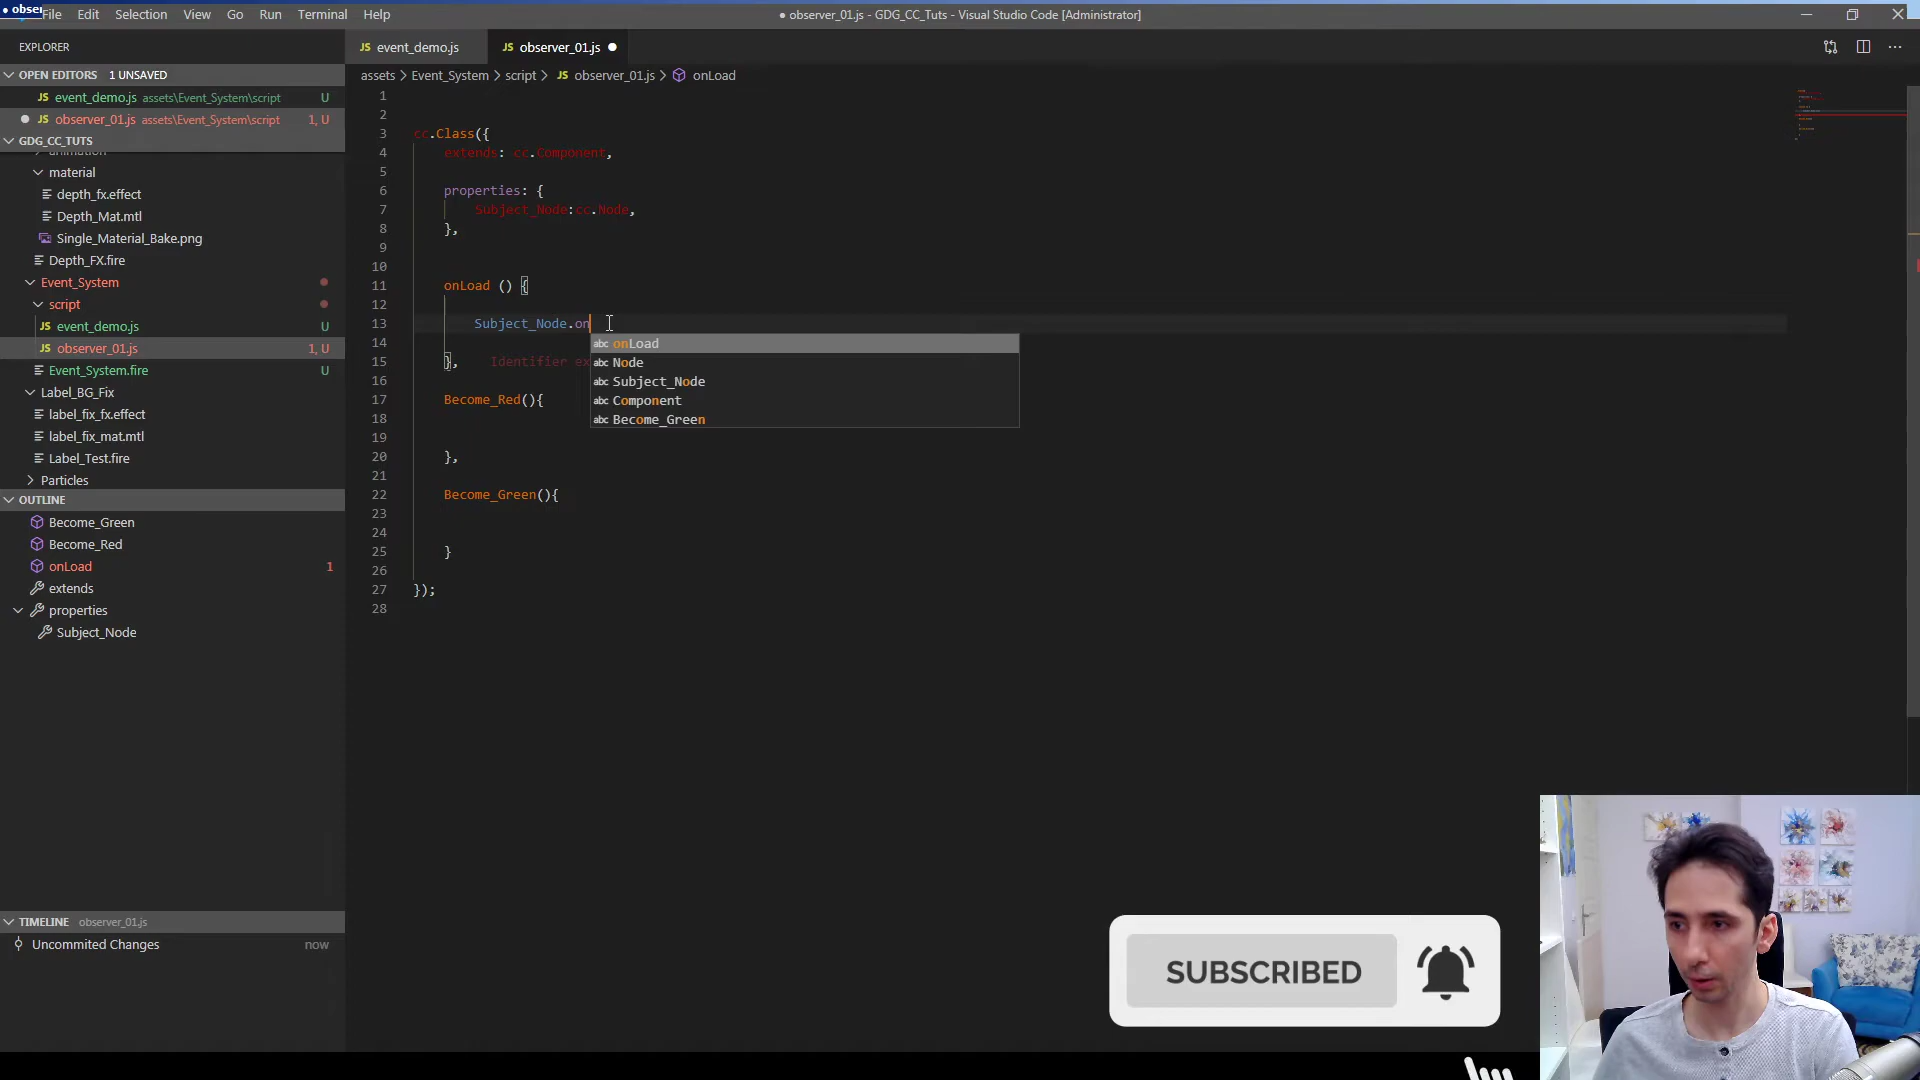 • obser
File Edit Selection View Go Run Terminal Help
● observer_01.js - GDG_CC_Tuts - Visual Studio Code [Administrator]
EXPLORER
JS event_demo.js
JS observer_01.js ●
OPEN EDITORS 1 UNSAVED
JS event_demo.js assets\Event_System\script U
● JS observer_01.js assets\Event_System\script 1, U
assets > Event_System > script > JS observer_01.js > onLoad
GDG_CC_TUTS
animation
material
depth_fx.effect
Depth_Mat.mtl
Single_Material_Bake.png
Depth_FX.fire
Event_System
script
JS event_demo.js U
JS observer_01.js 1, U
Event_System.fire U
Label_BG_Fix
label_fix_fx.effect
label_fix_mat.mtl
Label_Test.fire
Particles
OUTLINE
Become_Green
Become_Red
onLoad 1
extends
properties
Subject_Node
TIMELINE observer_01.js
Uncommited Changes now
1
2
3 cc.Class({
4 extends: cc.Component,
5
6 properties: {
7 Subject_Node:cc.Node,
8 },
9
10
11 onLoad () {
12
13 Subject_Node.on
14
15 }, Identifier ex
16
17 Become_Red(){
18
19
20 },
21
22 Become_Green(){
23
24
25 }
26
27 });
28
abc onLoad
abc Node
abc Subject_Node
abc Component
abc Become_Green
SUBSCRIBED